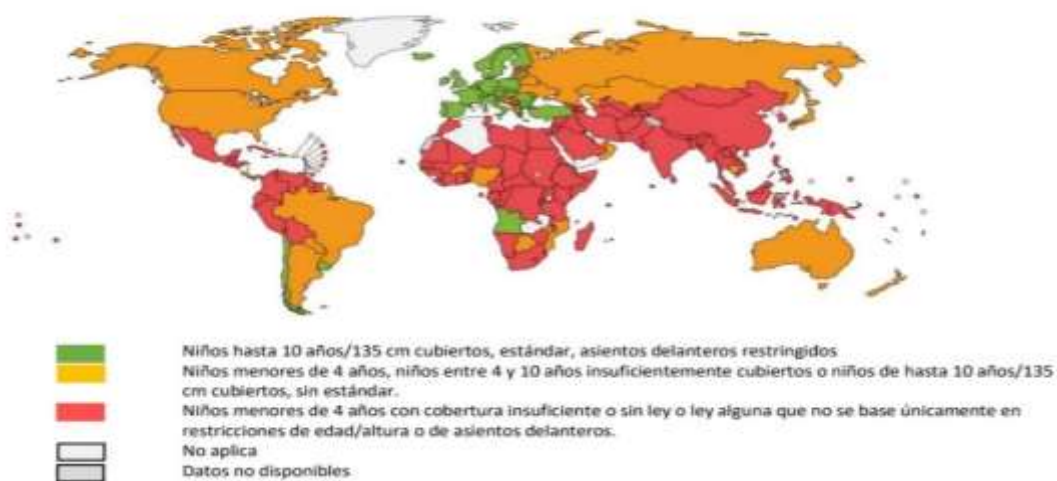 Niños hasta 10 años/135 cm cubiertos, estándar, asientos delanteros restringidos
Niños menores de 4 años, niños entre 4 y 10 años insuficientemente cubiertos o niños de hasta 10 años/135
cm cubiertos, sin estándar.
Niños menores de 4 años con cobertura insuficiente o sin ley o ley alguna que no se base únicamente en
restricciones de edad/altura o de asientos delanteros.
No aplica
Datos no disponibles